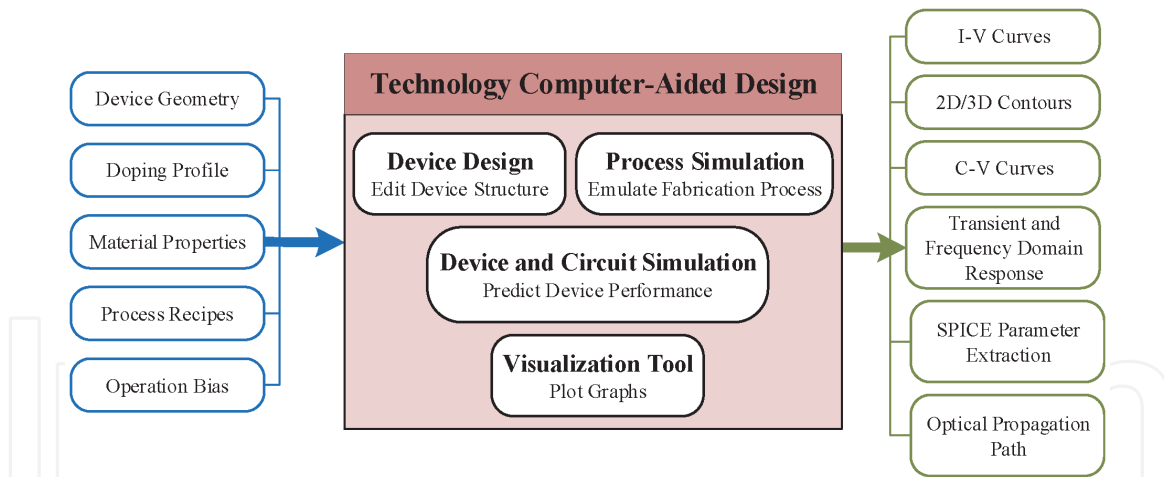 Device Geometry
Doping Profile
Material Properties
Process Recipes
Operation Bias
Technology Computer-Aided Design
Device Design
Edit Device Structure
Process Simulation
Emulate Fabrication Process
Device and Circuit Simulation
Predict Device Performance
Visualization Tool
Plot Graphs
I-V Curves
2D/3D Contours
C-V Curves
Transient and
Frequency Domain
Response
SPICE Parameter
Extraction
Optical Propagation
Path